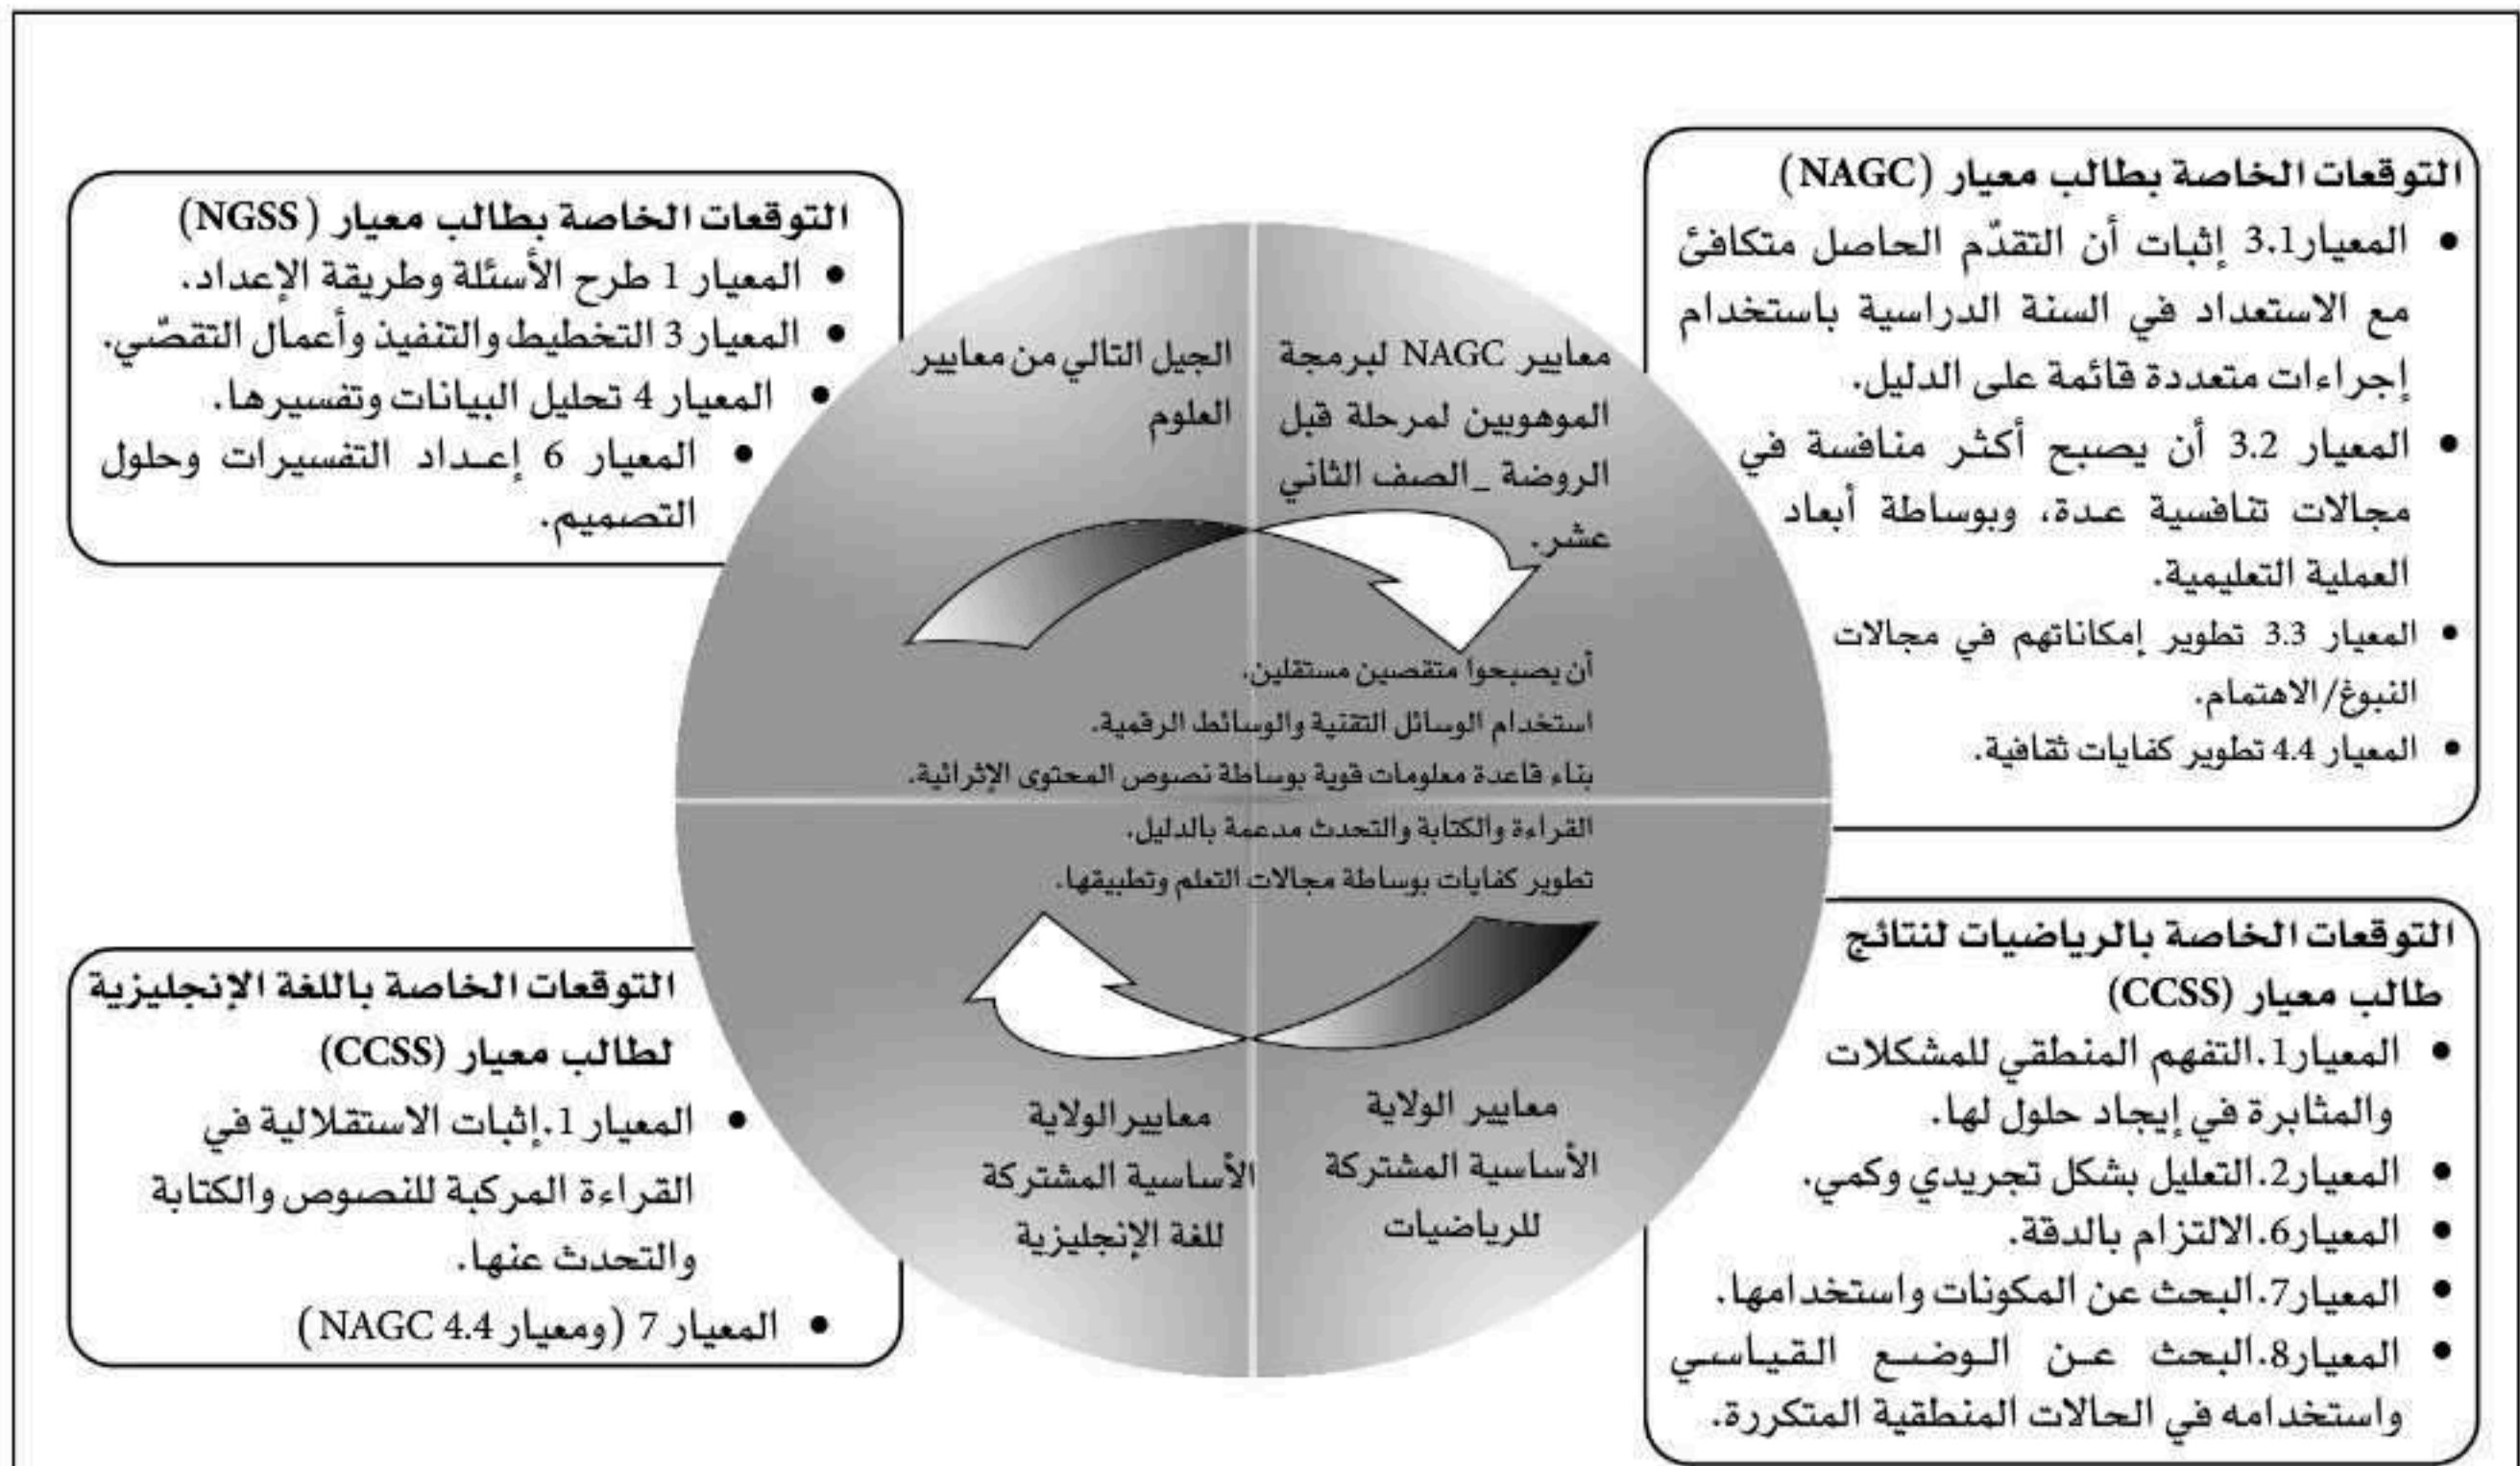 التوقعات الخاصة بطالب معيار (NAGC)
• المعيار3.1 إثبات أن التقدّم الحاصل متكافئ
مع الاستعداد في السنة الدراسية باستخدام
إجراءات متعددة قائمة على الدليل.
• المعيار 3.2 أن يصبح أكثر منافسة في
مجالات تنافسية عدة، وبوساطة أبعاد
العملية التعليمية.
• المعيار 3.3 تطوير إمكاناتهم في مجالات
النبوغ/الاهتمام.
• المعيار 4.4 تطوير كفايات ثقافية.
التوقعات الخاصة بطالب معيار (NGSS)
• المعيار 1 طرح الأسئلة وطريقة الإعداد.
• المعيار 3 التخطيط والتنفيذ وأعمال التقصّي.
• المعيار 4 تحليل البيانات وتفسيرها.
• المعيار 6 إعداد التفسيرات وحلول
التصميم.
معايير NAGC لبرمجة
الموهوبين لمرحلة قبل
الروضة _الصف الثاني
عشر.
الجيل التالي من معايير
العلوم
أن يصبحوا متقصين مستقلين.
استخدام الوسائل التقنية والوسائط الرقمية.
بناء قاعدة معلومات قوية بوساطة نصوص المحتوى الإثرائية.
القراءة والكتابة والتحدث مدعمة بالدليل.
تطوير كفايات بوساطة مجالات التعلم وتطبيقها.
معايير الولاية
الأساسية المشتركة
للرياضيات
معايير الولاية
الأساسية المشتركة
للغة الإنجليزية
التوقعات الخاصة بالرياضيات لنتائج
طالب معيار (CCSS)
• المعيار1.التفهم المنطقي للمشكلات
والمثابرة في إيجاد حلول لها.
• المعيار2.التعليل بشكل تجريدي وكمي.
• المعيار6.الالتزام بالدقة.
• المعيار7.البحث عن المكونات واستخدامها.
• المعيار8.البحث عن الوضع القياسي
واستخدامه في الحالات المنطقية المتكررة.
التوقعات الخاصة باللغة الإنجليزية
لطالب معيار (CCSS)
• المعيار 1.إثبات الاستقلالية في
القراءة المركبة للنصوص والكتابة
والتحدث عنها.
• المعيار 7 (ومعيار NAGC 4.4)